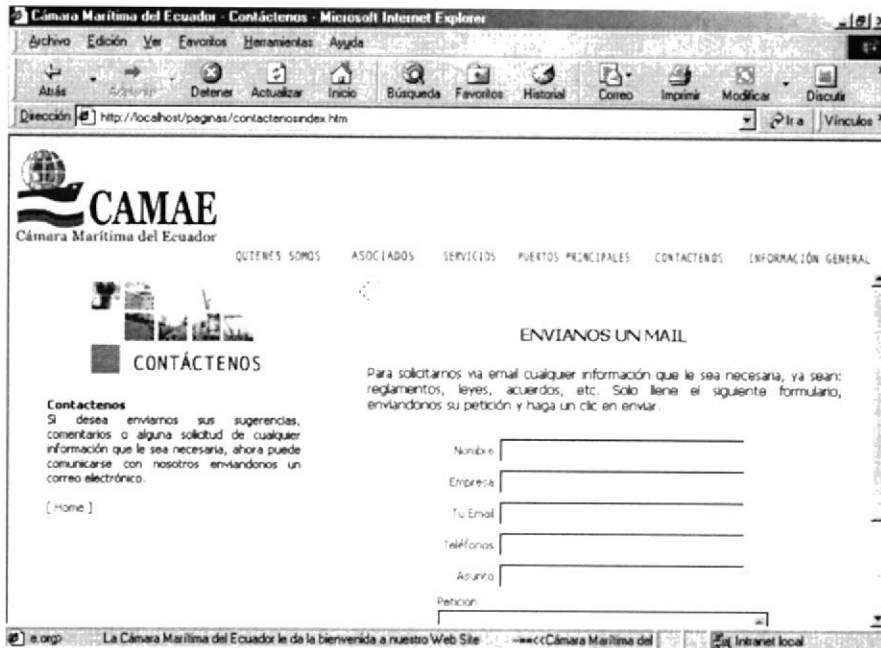 Cámara Marítima del Ecuador - Contáctenos - Microsoft Internet Explorer
Archivo Edición Ver Favoritos Herramientas Ayuda
Atrás Adelante Detener Actualizar Inicio Búsqueda Favoritos Historial Correo Imprimir Modificar Discutir
Dirección http://localhost/paginas/contactenosindex.htm Ir a Vínculos
CAMAE
Cámara Marítima del Ecuador
QUIENES SOMOS ASOCIADOS SERVICIOS PUERTOS PRINCIPALES CONTACTENOS INFORMACIÓN GENERAL
CONTÁCTENOS
Contactenos
Si desea enviarnos sus sugerencias,
comentarios o alguna solicitud de cualquier
información que le sea necesaria, ahora puede
comunicarse con nosotros enviandonos un
correo electrónico.
[ Home ]
ENVIANOS UN MAIL
Para solicitarnos via email cualquier información que le sea necesaria, ya sean:
reglamentos, leyes, acuerdos, etc. Solo llene el siguiente formulario,
enviandonos su petición y haga un clic en enviar.
Nombre
Empresa
Tu Email
Teléfonos
Asunto
Peticion
e.org> La Cámara Marítima del Ecuador le da la bienvenida a nuestro Web Site ==<<Cámara Marítima del Intranet local